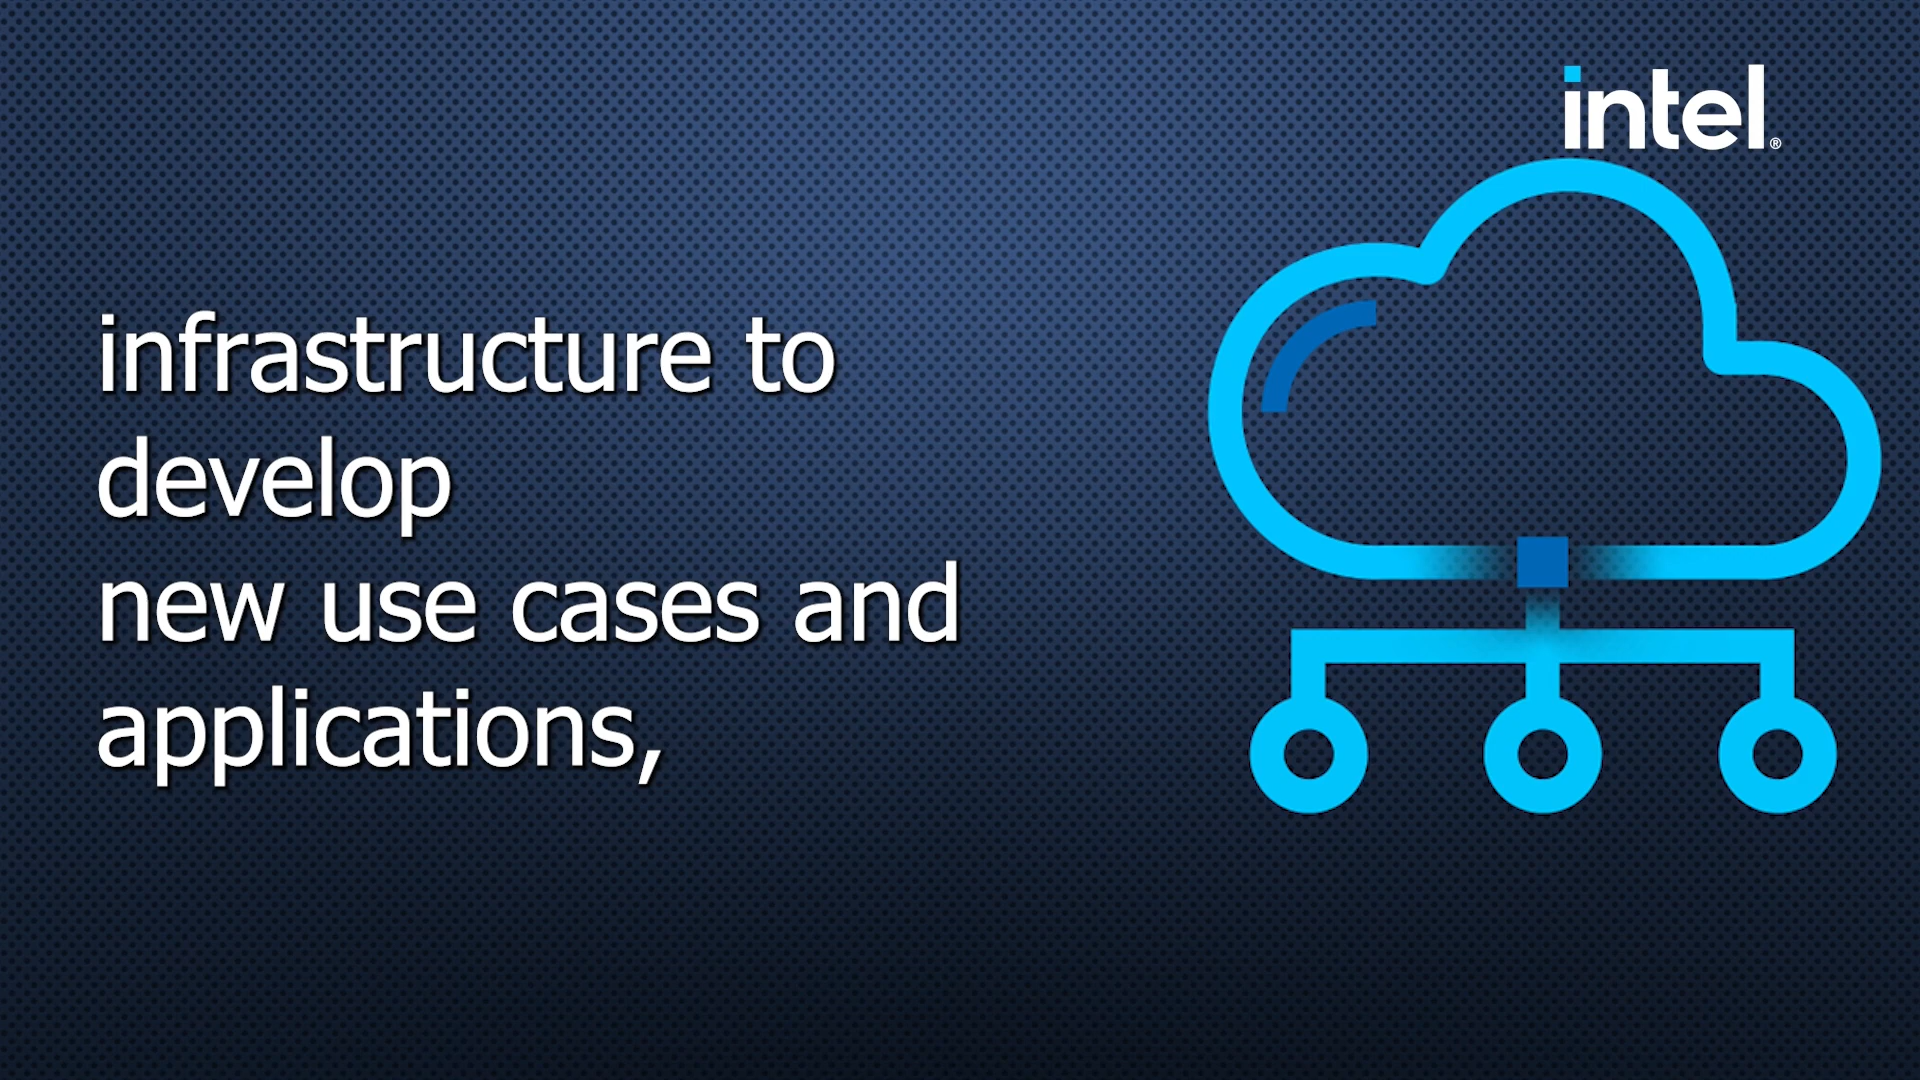 intel®
infrastructure to
develop
new use cases and
applications,